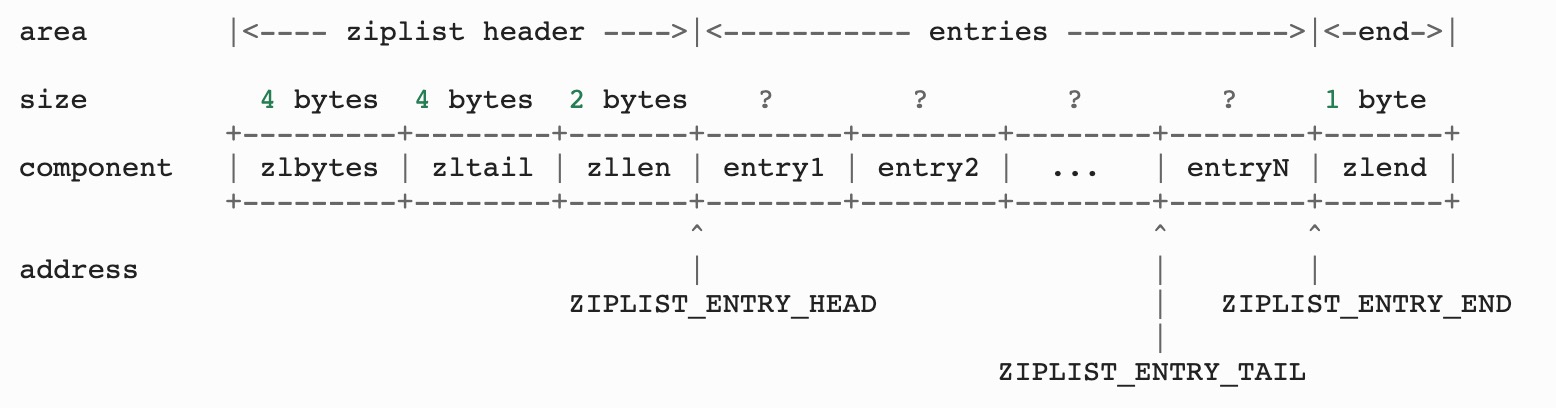 area |<---- ziplist header ---->|<----------- entries ------------->|<-end->|
size 4 bytes 4 bytes 2 bytes ? ? ? ? 1 byte
+---------+--------+-------+--------+--------+--------+--------+-------+
component | zlbytes | zltail | zllen | entry1 | entry2 | ... | entryN | zlend |
+---------+--------+-------+--------+--------+--------+--------+-------+
^ ^ ^
address | | |
ZIPLIST_ENTRY_HEAD | ZIPLIST_ENTRY_END
|
ZIPLIST_ENTRY_TAIL